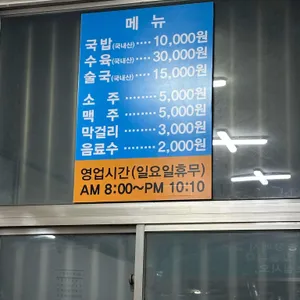 메 뉴
국밥(국내산)···· 10,000원
수육(국내산)···· 30,000원
술국(국내산)···· 15,000원
소 주 ········· 5,000원
맥 주 ········· 5,000원
막걸리 ········ 3,000원
음료수 ········ 2,000원
영업시간(일요일휴무)
AM 8:00~PM 10:10